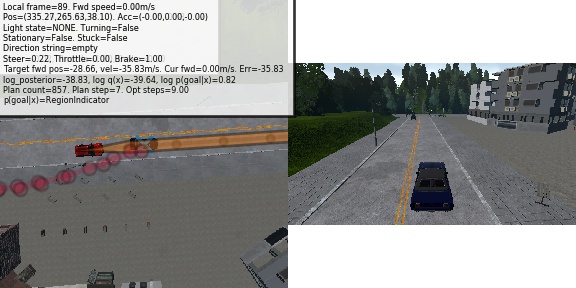 Local frame=89. Fwd speed=0.00m/s
Pos=(335.27,265.63,38.10). Acc=(-0.00,0.00,-0.00)
Light state=NONE. Turning=False
Stationary=False. Stuck=False
Direction string=empty
Steer=0.22, Throttle=0.00, Brake=1.00
Target fwd pos=-28.66, vel=-35.83m/s. Cur fwd=0.00m/s. Err=-35.83
log_posterior=-38.83, log q(x)=-39.64, log p(goal|x)=0.82
Plan count=857. Plan step=7. Opt steps=9.00
p(goal|x)=RegionIndicator